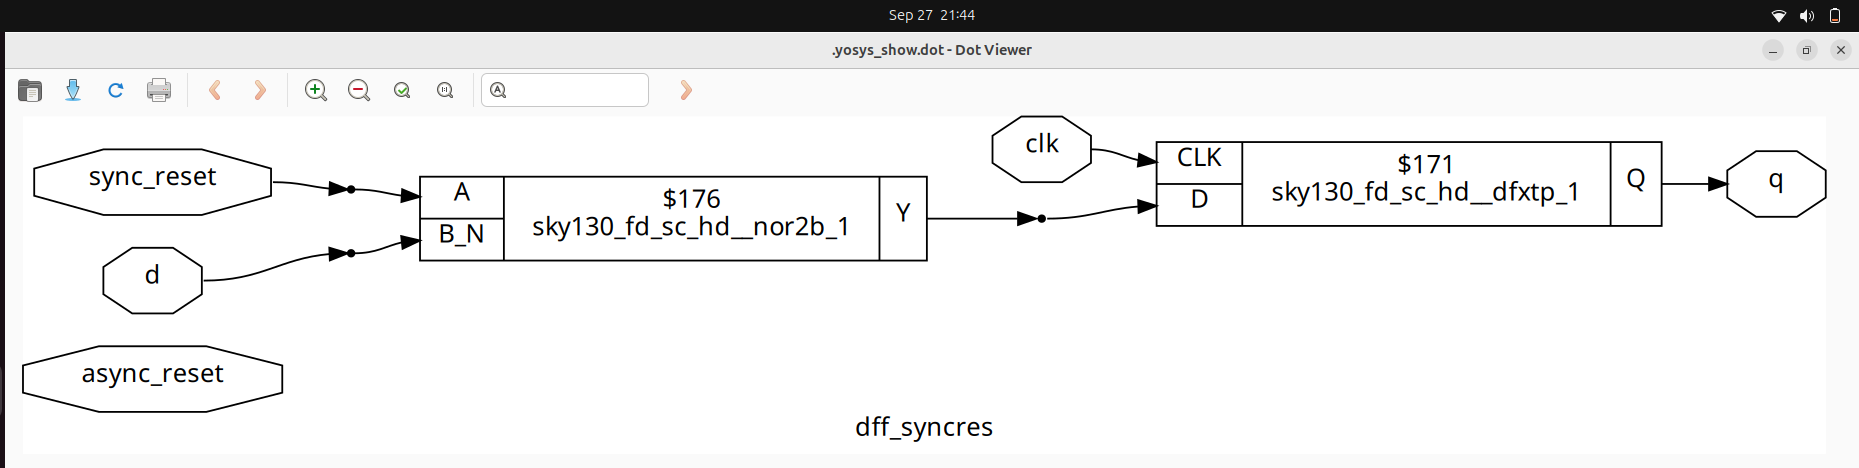 Sep 27 21:44
.yosys_show.dot - Dot Viewer
sync_reset
d
async_reset
A
B_N
$176
sky130_fd_sc_hd__nor2b_1
Y
clk
CLK
D
$171
sky130_fd_sc_hd__dfxtp_1
Q
q
dff_syncres